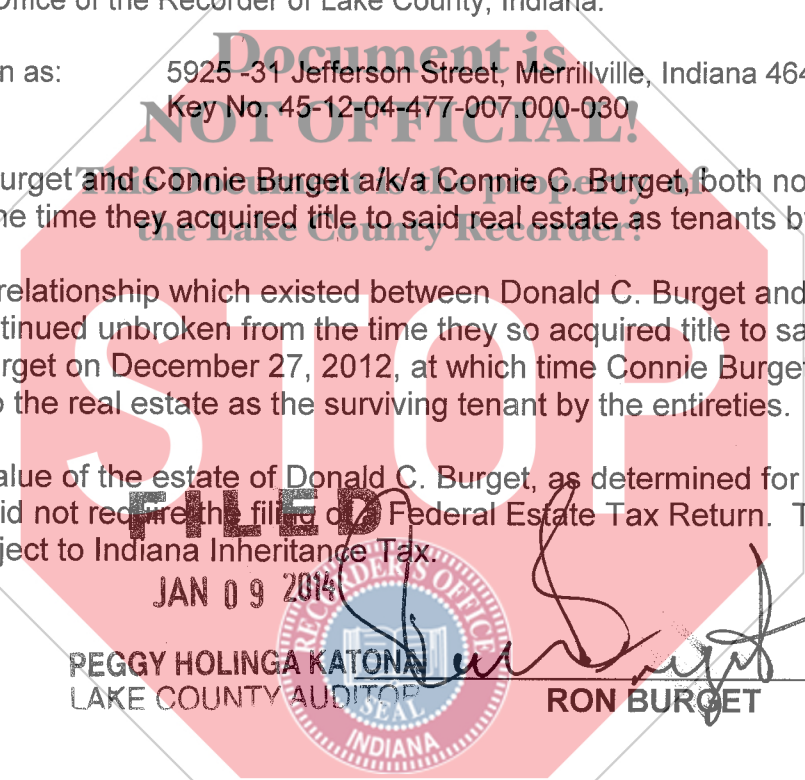 Office of the Recorder of Lake County, Indiana.
Document is
n as: 5925 -31 Jefferson Street, Merrillville, Indiana 464
NOT OFFICIAL!
Key No. 45-12-04-477-007.000-030
This Document is the property of
urget and Connie Burget a/k/a Connie C. Burget, both no
the Lake County Recorder!
he time they acquired title to said real estate as tenants b
STOP
relationship which existed between Donald C. Burget and
tinued unbroken from the time they so acquired title to sa
rget on December 27, 2012, at which time Connie Burget
o the real estate as the surviving tenant by the entireties.
alue of the estate of Donald C. Burget, as determined for
id not require the filing of a Federal Estate Tax Return. T
ject to Indiana Inheritance Tax.
FILED
JAN 09 2014
PEGGY HOLINGA KATONA
LAKE COUNTY AUDITOR
RECORDER'S OFFICE
SEAL
INDIANA
RON BURGET